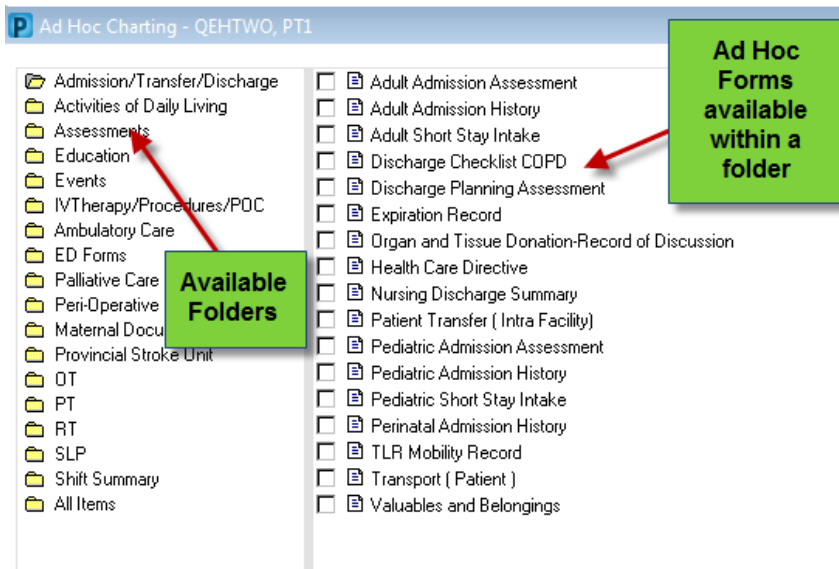 Ad Hoc Charting - QEHTWO, PT1
Admission/Transfer/Discharge
Activities of Daily Living
Assessments
Education
Events
IVTherapy/Procedures/POC
Ambulatory Care
ED Forms
Palliative Care
Peri-Operative
Maternal Docu
Provincial Stroke Unit
OT
PT
RT
SLP
Shift Summary
All Items
Available
Folders
Adult Admission Assessment
Adult Admission History
Adult Short Stay Intake
Discharge Checklist COPD
Discharge Planning Assessment
Expiration Record
Organ and Tissue Donation-Record of Discussion
Health Care Directive
Nursing Discharge Summary
Patient Transfer ( Intra Facility)
Pediatric Admission Assessment
Pediatric Admission History
Pediatric Short Stay Intake
Perinatal Admission History
TLR Mobility Record
Transport ( Patient )
Valuables and Belongings
Ad Hoc
Forms
available
within a
folder